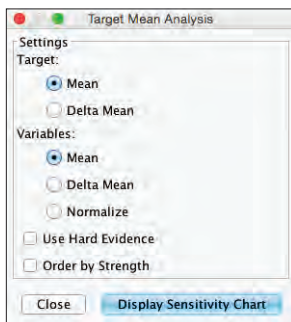 Target Mean Analysis
Settings
Target:
Mean
Delta Mean
Variables:
Mean
Delta Mean
Normalize
Use Hard Evidence
Order by Strength
Close Display Sensitivity Chart